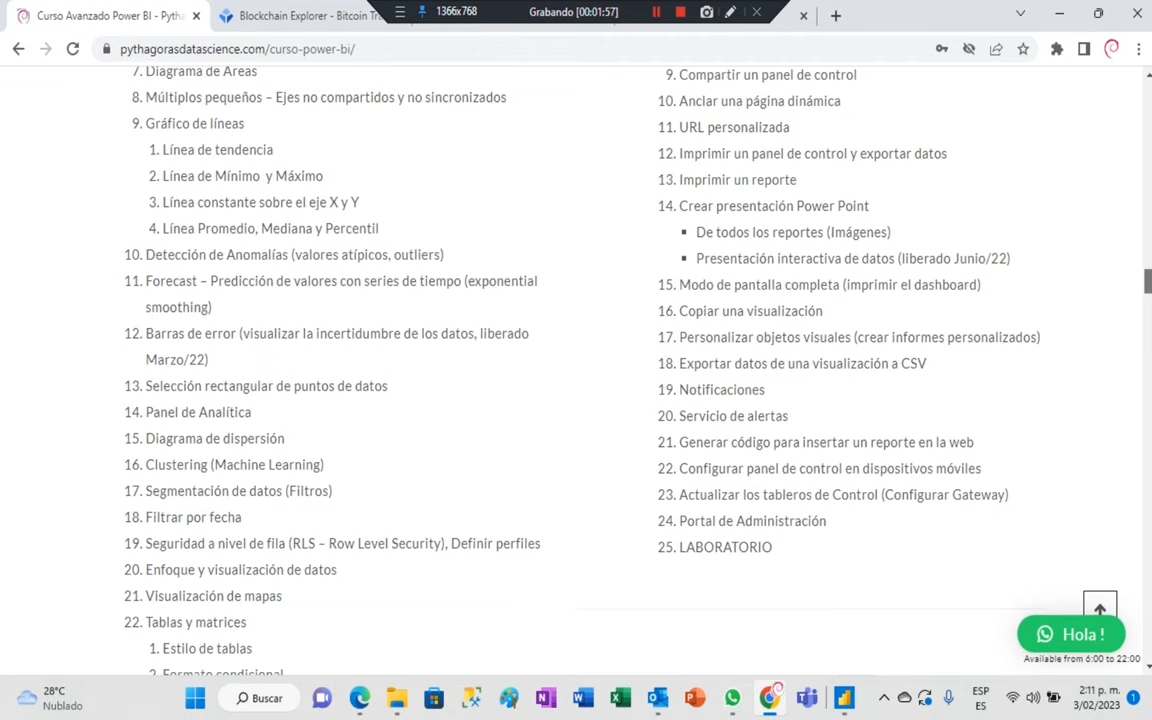 Curso Avanzado Power BI - Pytha
Blockchain Explorer - Bitcoin Tra
1366x768
Grabando [00:01:57]
pythagorasdatascience.com/curso-power-bi/
7. Diagrama de Areas
8. Múltiplos pequeños – Ejes no compartidos y no sincronizados
9. Gráfico de líneas
1. Línea de tendencia
2. Línea de Mínimo y Máximo
3. Línea constante sobre el eje X y Y
4. Línea Promedio, Mediana y Percentil
10. Detección de Anomalías (valores atípicos, outliers)
11. Forecast – Predicción de valores con series de tiempo (exponential
smoothing)
12. Barras de error (visualizar la incertidumbre de los datos, liberado
Marzo/22)
13. Selección rectangular de puntos de datos
14. Panel de Analítica
15. Diagrama de dispersión
16. Clustering (Machine Learning)
17. Segmentación de datos (Filtros)
18. Filtrar por fecha
19. Seguridad a nivel de fila (RLS – Row Level Security), Definir perfiles
20. Enfoque y visualización de datos
21. Visualización de mapas
22. Tablas y matrices
1. Estilo de tablas
2. Formato condicional
9. Compartir un panel de control
10. Anclar una página dinámica
11. URL personalizada
12. Imprimir un panel de control y exportar datos
13. Imprimir un reporte
14. Crear presentación Power Point
▪ De todos los reportes (Imágenes)
▪ Presentación interactiva de datos (liberado Junio/22)
15. Modo de pantalla completa (imprimir el dashboard)
16. Copiar una visualización
17. Personalizar objetos visuales (crear informes personalizados)
18. Exportar datos de una visualización a CSV
19. Notificaciones
20. Servicio de alertas
21. Generar código para insertar un reporte en la web
22. Configurar panel de control en dispositivos móviles
23. Actualizar los tableros de Control (Configurar Gateway)
24. Portal de Administración
25. LABORATORIO
Hola !
Available from 6:00 to 22:00
28°C
Nublado
Buscar
ESP
ES
2:11 p. m.
3/02/2023
1